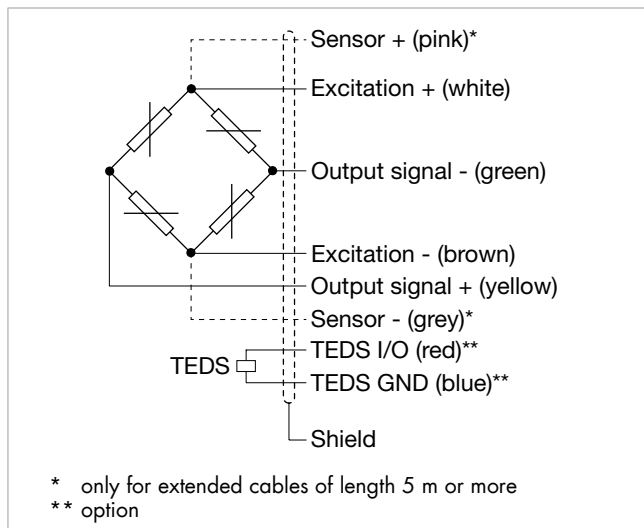 Sensor + (pink)*
Excitation + (white)
Output signal - (green)
Excitation - (brown)
Output signal + (yellow)
Sensor - (grey)*
TEDS I/O (red)**
TEDS
TEDS GND (blue)**
Shield
* only for extended cables of length 5 m or more
** option